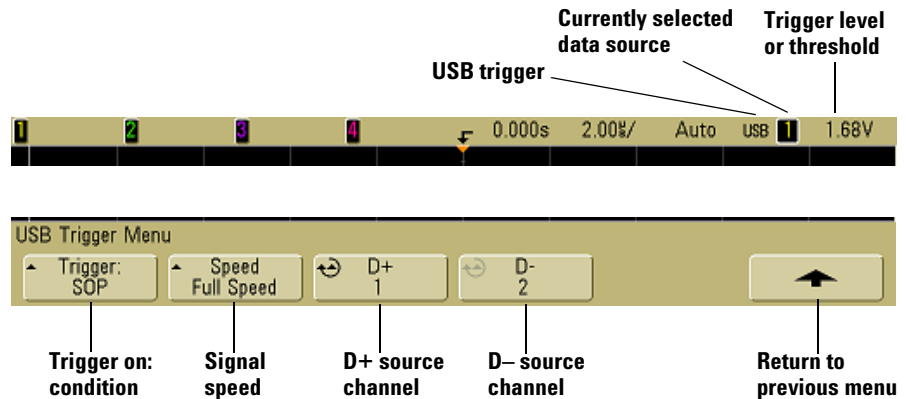 Currently selected
data source
Trigger level
or threshold
USB trigger
1 2 3 4 0.000s 2.00㎲/ Auto USB 1 1.68V
USB Trigger Menu
Trigger:
SOP
Speed
Full Speed
D+
1
D-
2
Trigger on:
condition
Signal
speed
D+ source
channel
D– source
channel
Return to
previous menu